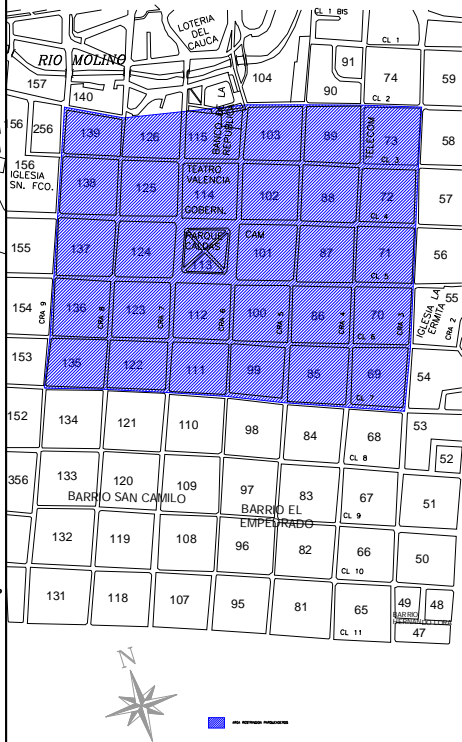 CL 1 BIS
LOTERIA
DEL
CAUCA
CL 1
RIO MOLINO
91
157
140
104
90
74
59
CL 2
BANCO DE LA
REPUBLICA
TELECOM
156
256
139
126
115
103
89
73
58
CL 3
156
IGLESIA
SN. FCO.
138
125
TEATRO
VALENCIA
114
GOBERN.
102
88
72
57
CL 4
PARQUE
CALDAS
113
CAM
155
137
124
101
87
71
56
CL 5
154
CRA 9
136
CRA 8
123
CRA 7
112
CRA 6
100
CRA 5
86
CRA 4
70
CRA 3
CL 6
IGLESIA LA
ERMITA
CRA 2
55
153
135
122
111
99
85
69
54
CL 7
152
134
121
110
98
84
68
53
CL 8
52
356
133
120
109
97
83
67
51
BARRIO SAN CAMILO
BARRIO EL
EMPEDRADO
CL 9
132
119
108
96
82
66
50
CL 10
131
118
107
95
81
65
49
48
BARRIO
CL 11
47
N